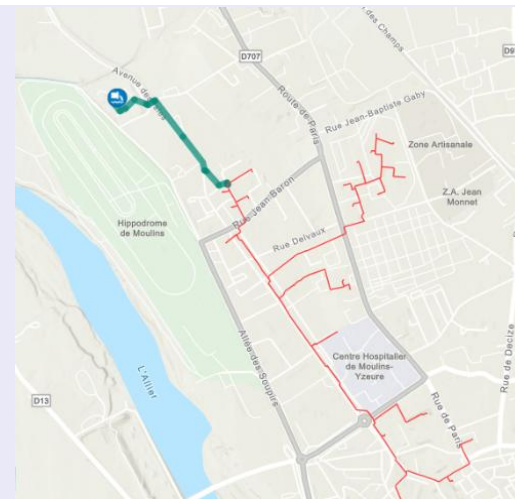 des Champs
D707
D9
Avenue de
Route de Paris
Rue Jean-Baptiste Gaby
Zone Artisanale
Z.A. Jean
Monnet
Rue Jean Baron
Hippodrome
de Moulins
Rue Delvaux
L'Allier
Allée des Soupirs
Centre Hospitalier
de Moulins-
Yzeure
Rue de Decize
D13
Rue de Paris